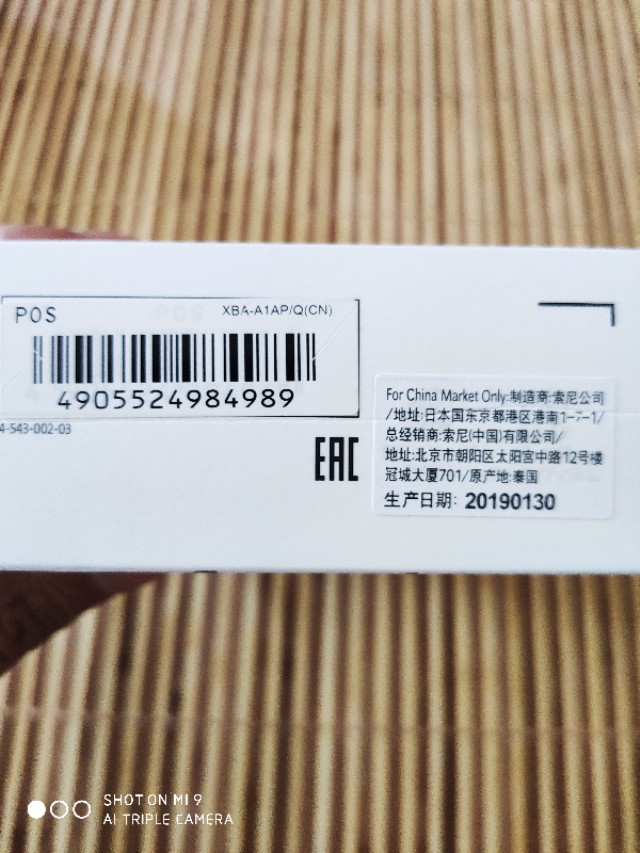 POS XBA-A1AP/Q(CN)
4905524984989
4-543-002-03
EAC
For China Market Only:制造商:索尼公司
/地址:日本国东京都港区港南1-7-1/
总经销商:索尼(中国)有限公司/
地址:北京市朝阳区太阳宫中路12号楼
冠城大厦701/原产地:泰国
生产日期: 20190130
SHOT ON MI 9
AI TRIPLE CAMERA